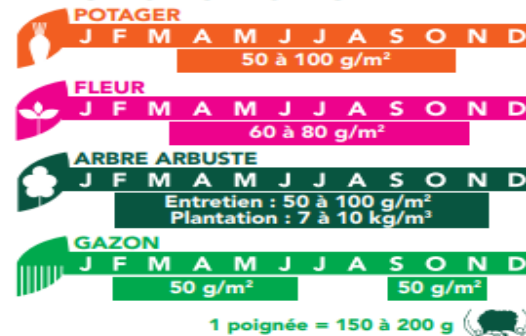 POTAGER
J F M A M J J A S O N D
50 à 100 g/m²
FLEUR
J F M A M J J A S O N D
60 à 80 g/m²
ARBRE ARBUSTE
J F M A M J J A S O N D
Entretien : 50 à 100 g/m²
Plantation : 7 à 10 kg/m³
GAZON
J F M A M J J A S O N D
50 g/m² 50 g/m²
1 poignée = 150 à 200 g